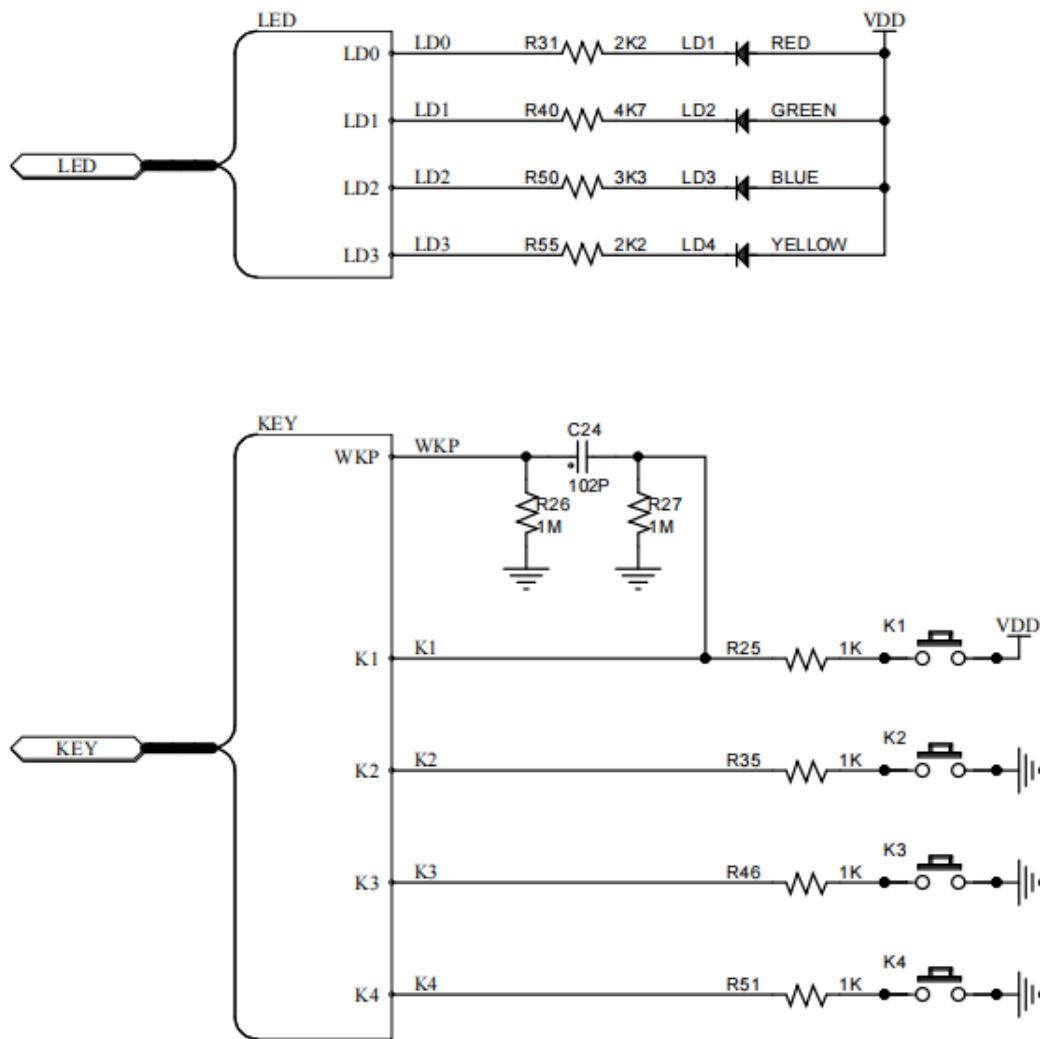 LED
VDD
LD0 LD0 R31 2K2 LD1 RED
LD1 LD1 R40 4K7 LD2 GREEN
LED
LD2 LD2 R50 3K3 LD3 BLUE
LD3 LD3 R55 2K2 LD4 YELLOW
KEY
C24
WKP WKP
102P
R26 R27
1M 1M
K1 VDD
K1 K1 R25 1K
K2
KEY
K2 K2 R35 1K
K3
K3 K3 R46 1K
K4
K4 K4 R51 1K